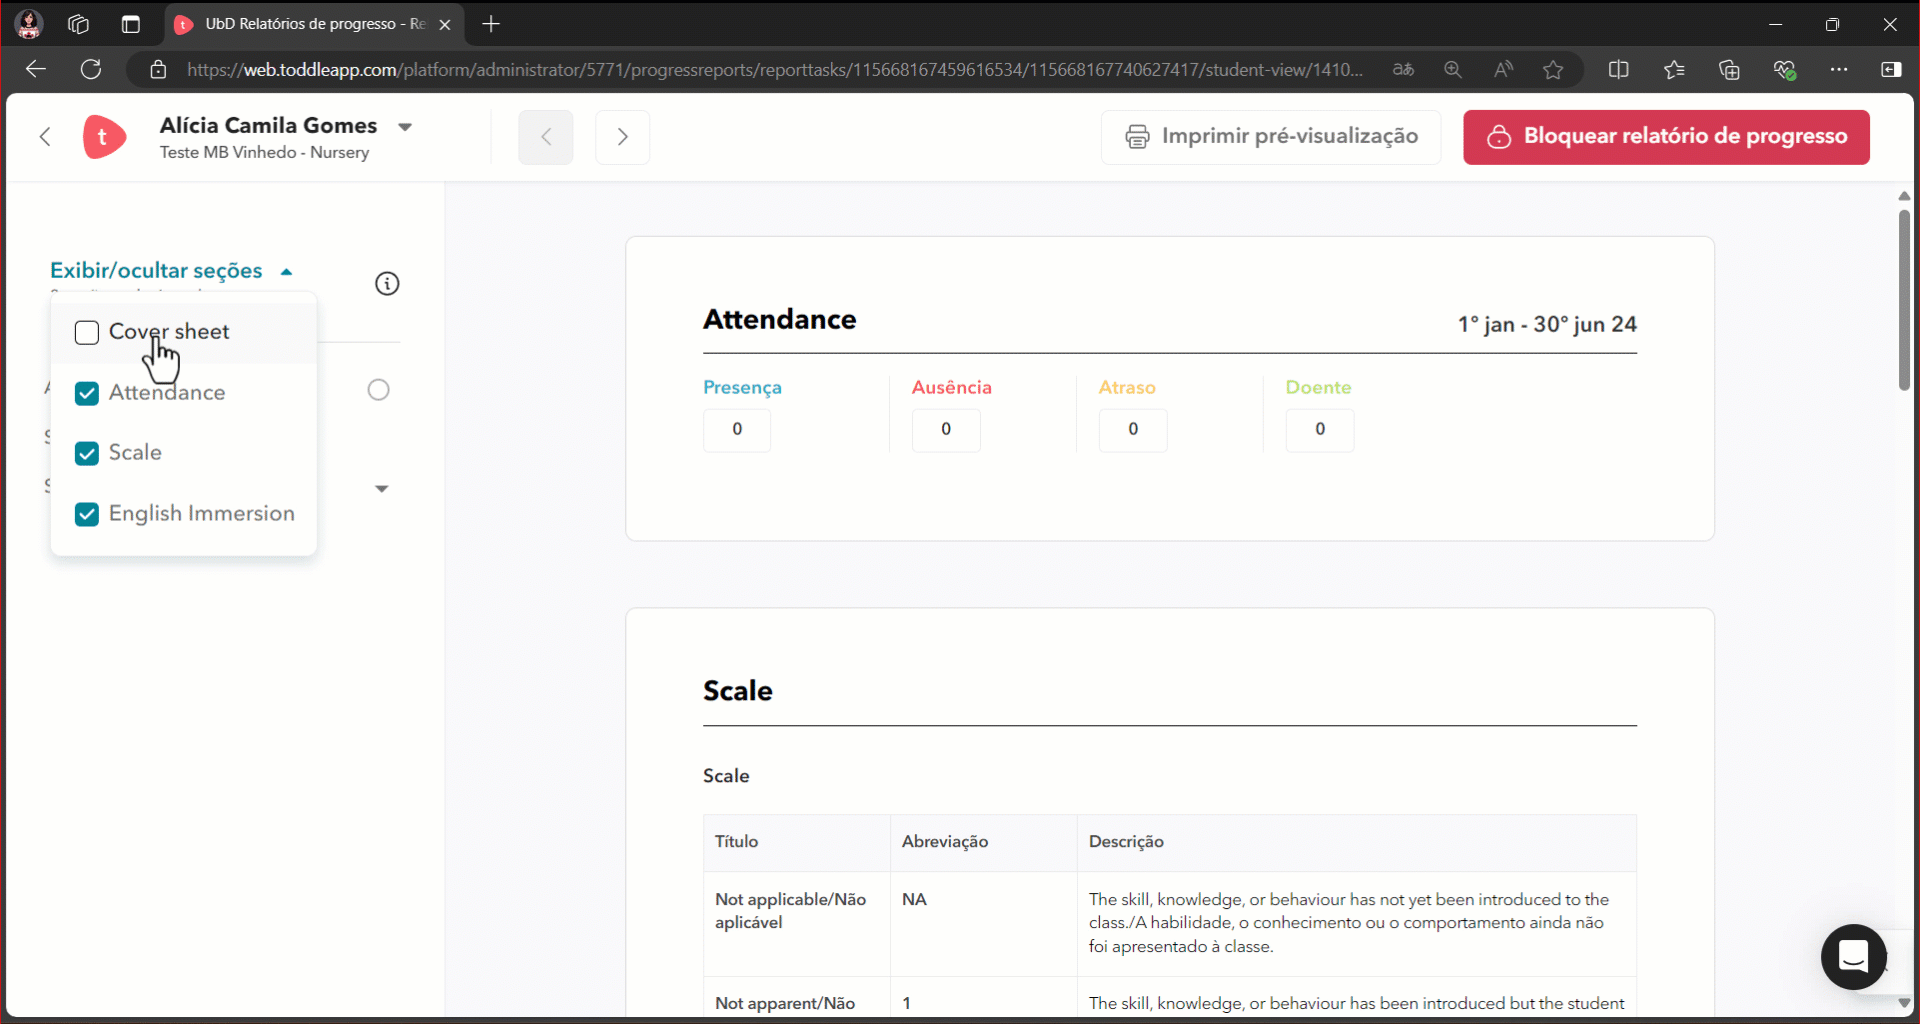 UbD Relatórios de progresso - Re
https://web.toddleapp.com/platform/administrator/5771/progressreports/reporttasks/115668167459616534/115668167740627417/student-view/1410...
t
Alícia Camila Gomes
Teste MB Vinhedo - Nursery
Imprimir pré-visualização
Bloquear relatório de progresso
Exibir/ocultar seções
Cover sheet
Attendance
Scale
English Immersion
Attendance
1° jan - 30° jun 24
Presença
Ausência
Atraso
Doente
0
0
0
0
Scale
Scale
Título
Abreviação
Descrição
Not applicable/Não
aplicável
NA
The skill, knowledge, or behaviour has not yet been introduced to the
class./A habilidade, o conhecimento ou o comportamento ainda não
foi apresentado à classe.
Not apparent/Não
1
The skill, knowledge, or behaviour has been introduced but the student